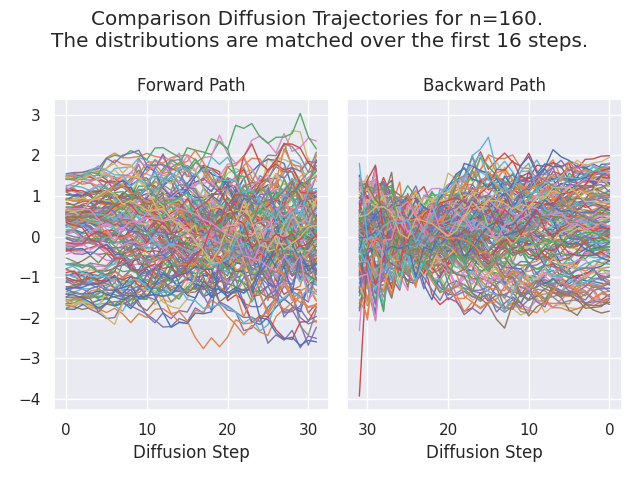 Comparison Diffusion Trajectories for n=160.
The distributions are matched over the first 16 steps.
Forward Path
Backward Path
3
2
1
0
−1
−2
−3
−4
0 10 20 30
30 20 10 0
Diffusion Step
Diffusion Step